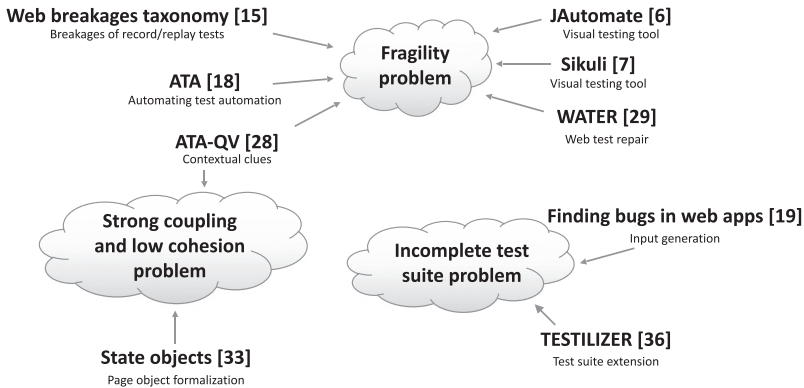 Web breakages taxonomy [15]
Breakages of record/replay tests
JAutomate [6]
Visual testing tool
Fragility
problem
Sikuli [7]
Visual testing tool
ATA [18]
Automating test automation
WATER [29]
Web test repair
ATA-QV [28]
Contextual clues
Strong coupling
and low cohesion
problem
Finding bugs in web apps [19]
Input generation
Incomplete test
suite problem
State objects [33]
Page object formalization
TESTILIZER [36]
Test suite extension